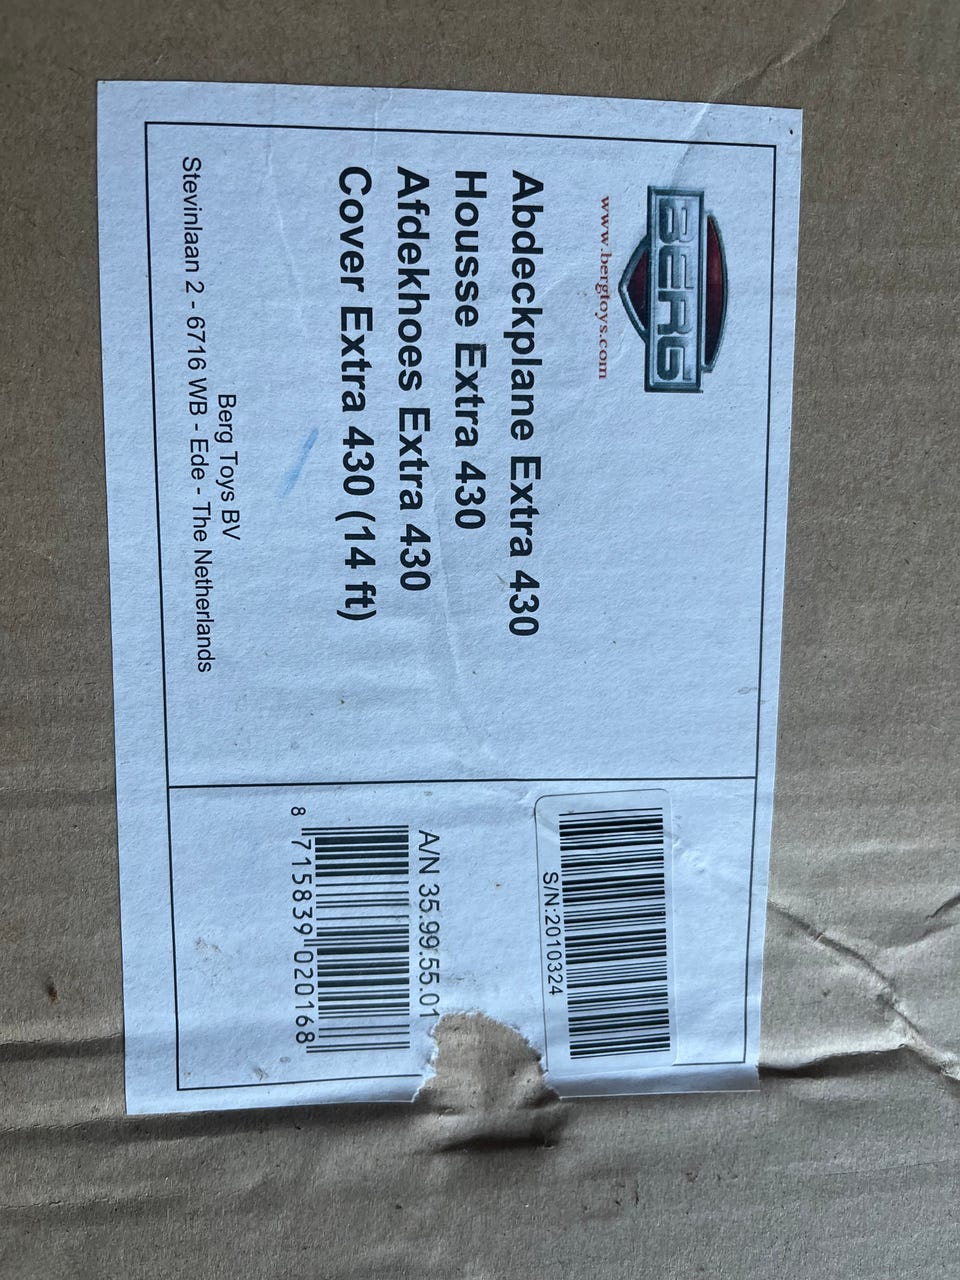 BERG
www.bergtoys.com
Abdeckplane Extra 430
Housse Extra 430
Afdekhoes Extra 430
Cover Extra 430 (14 ft)
Berg Toys BV
Stevinlaan 2 - 6716 WB - Ede - The Netherlands
S/N:2010324
A/N 35.99.55.01
8 715839 020168